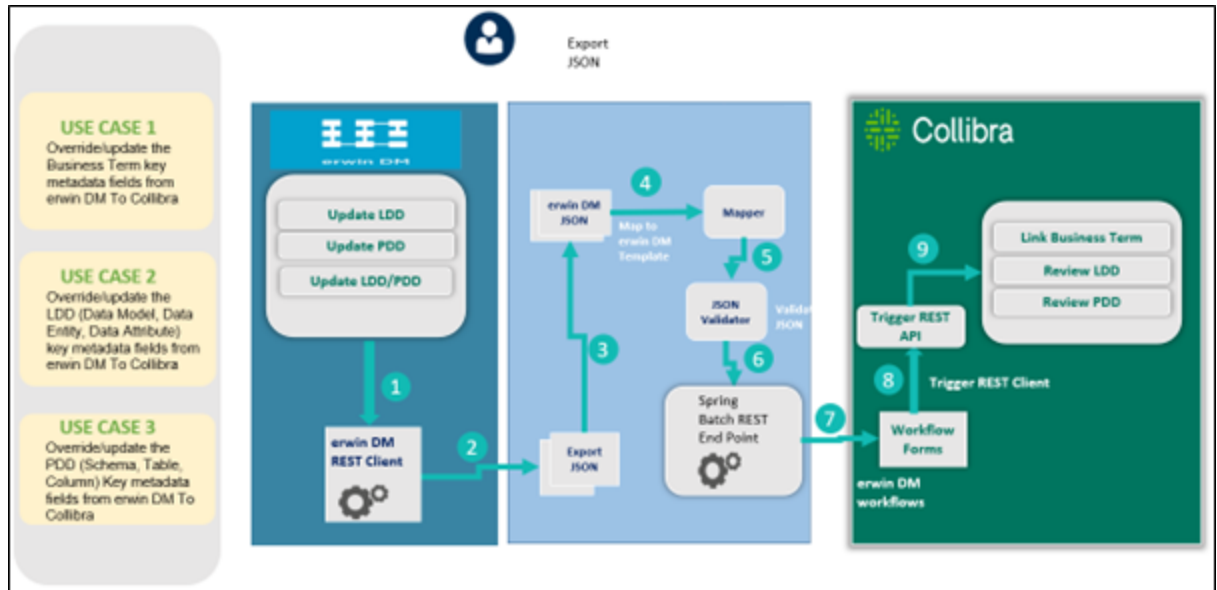 Export
JSON
USE CASE 1
Override/update the
Business Term key
metadata fields from
erwin DM To Collibra
USE CASE 2
Override/update the
LDD (Data Model, Data
Entity, Data Attribute)
key metadata fields from
erwin DM To Collibra
USE CASE 3
Override/update the
PDD (Schema, Table,
Column) Key metadata
fields from erwin DM To
Collibra
erwin DM
Update LDD
Update PDD
Update LDD/PDD
1
erwin DM
REST Client
2
Export
JSON
3
erwin DM
JSON
4
Map to
erwin DM
Template
Mapper
5
JSON
Validator
Validat
JSON
6
Spring
Batch REST
End Point
7
Collibra
Workflow
Forms
erwin DM
workflows
8
Trigger REST Client
Trigger REST
API
9
Link Business Term
Review LDD
Review PDD